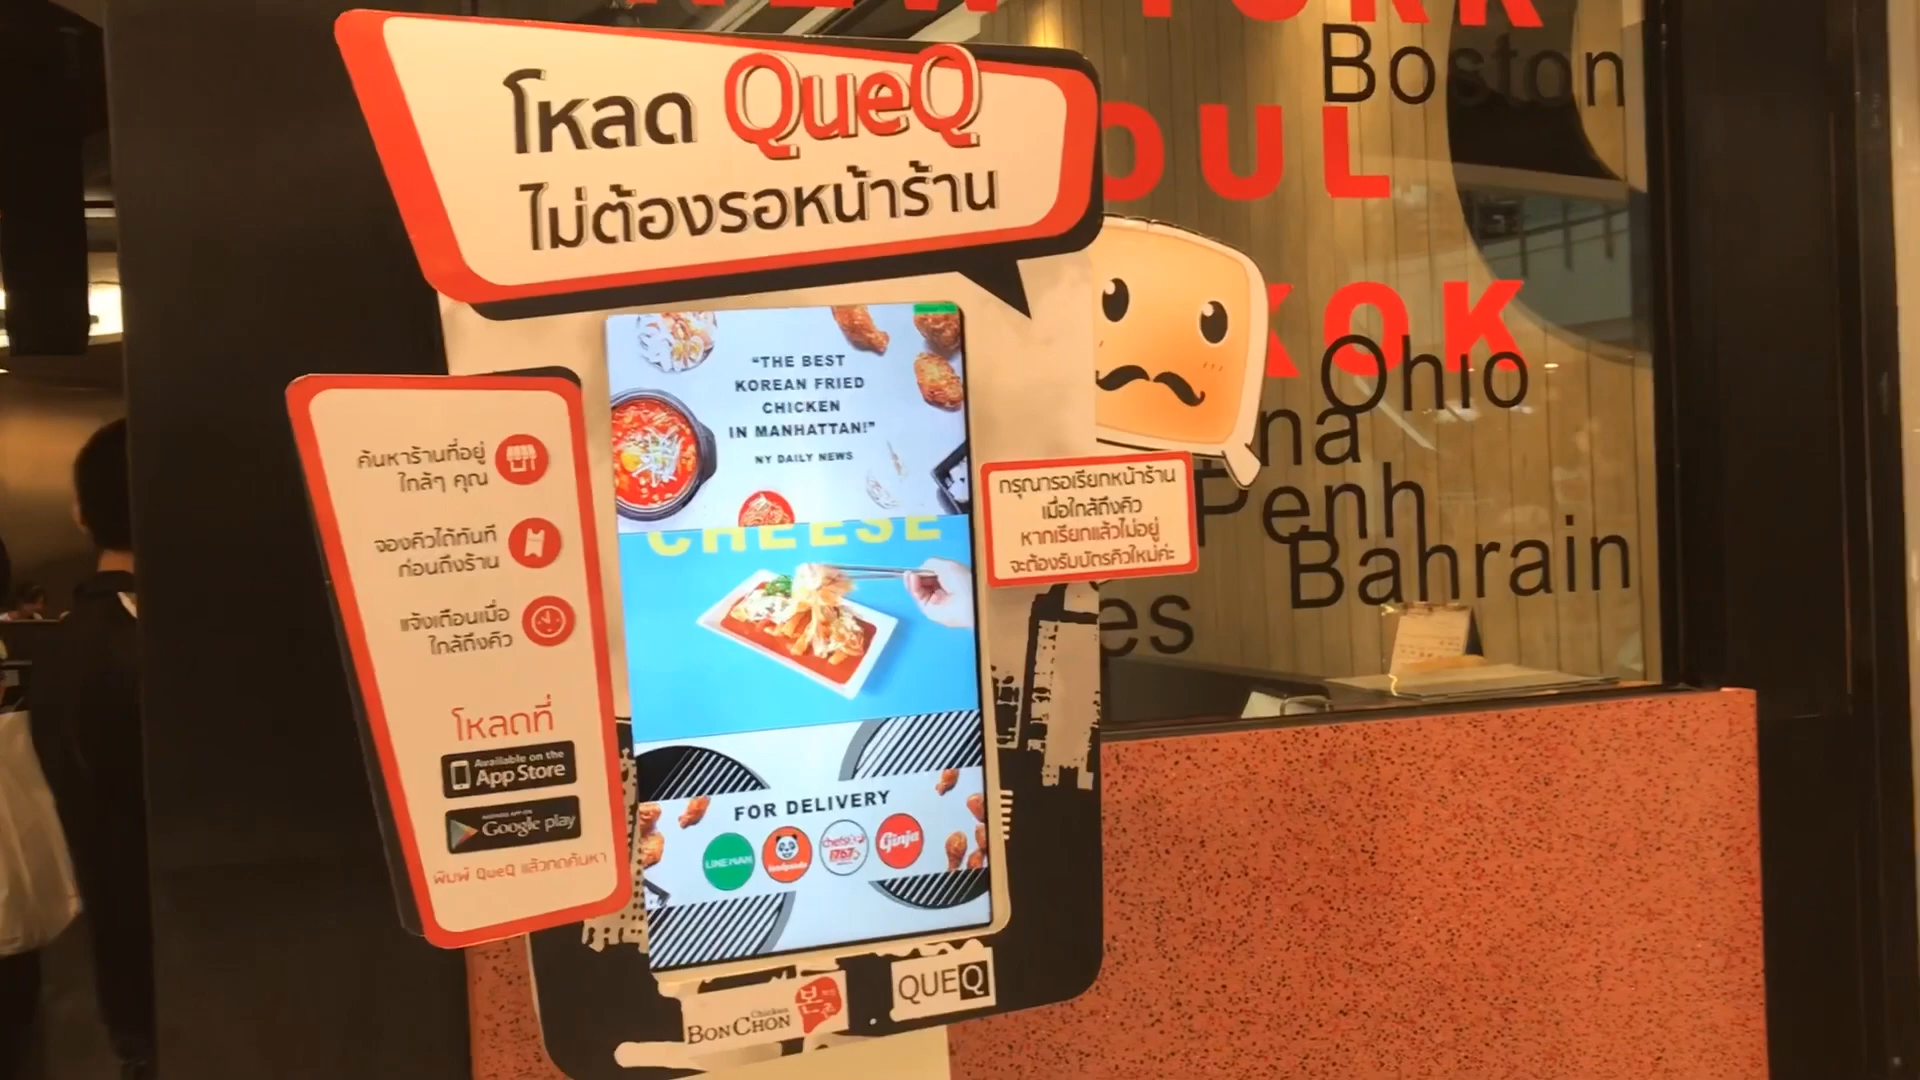 โหลด QueQ
ไม่ต้องรอหน้าร้าน
ค้นหาร้านที่อยู่
ใกล้ๆ คุณ
จองคิวได้ทันที
ก่อนถึงร้าน
แจ้งเตือนเมื่อ
ใกล้ถึงคิว
โหลดที่
Available on the
App Store
Google play
พิมพ์ QueQ แล้วกดค้นหา
“THE BEST
KOREAN FRIED
CHICKEN
IN MANHATTAN!”
NY DAILY NEWS
CHEESE
FOR DELIVERY
LINE MAN
foodpanda
1767
Ginja
กรุณารอเรียกหน้าร้าน
เมื่อใกล้ถึงคิว
หากเรียกแล้วไม่อยู่
จะต้องรับบัตรคิวใหม่ค่ะ
Chicken
BONCHON
본촌
QUEQ
NEW YORK
Boston
OUL
KOK
Ohio
na
Penh
Bahrain
es